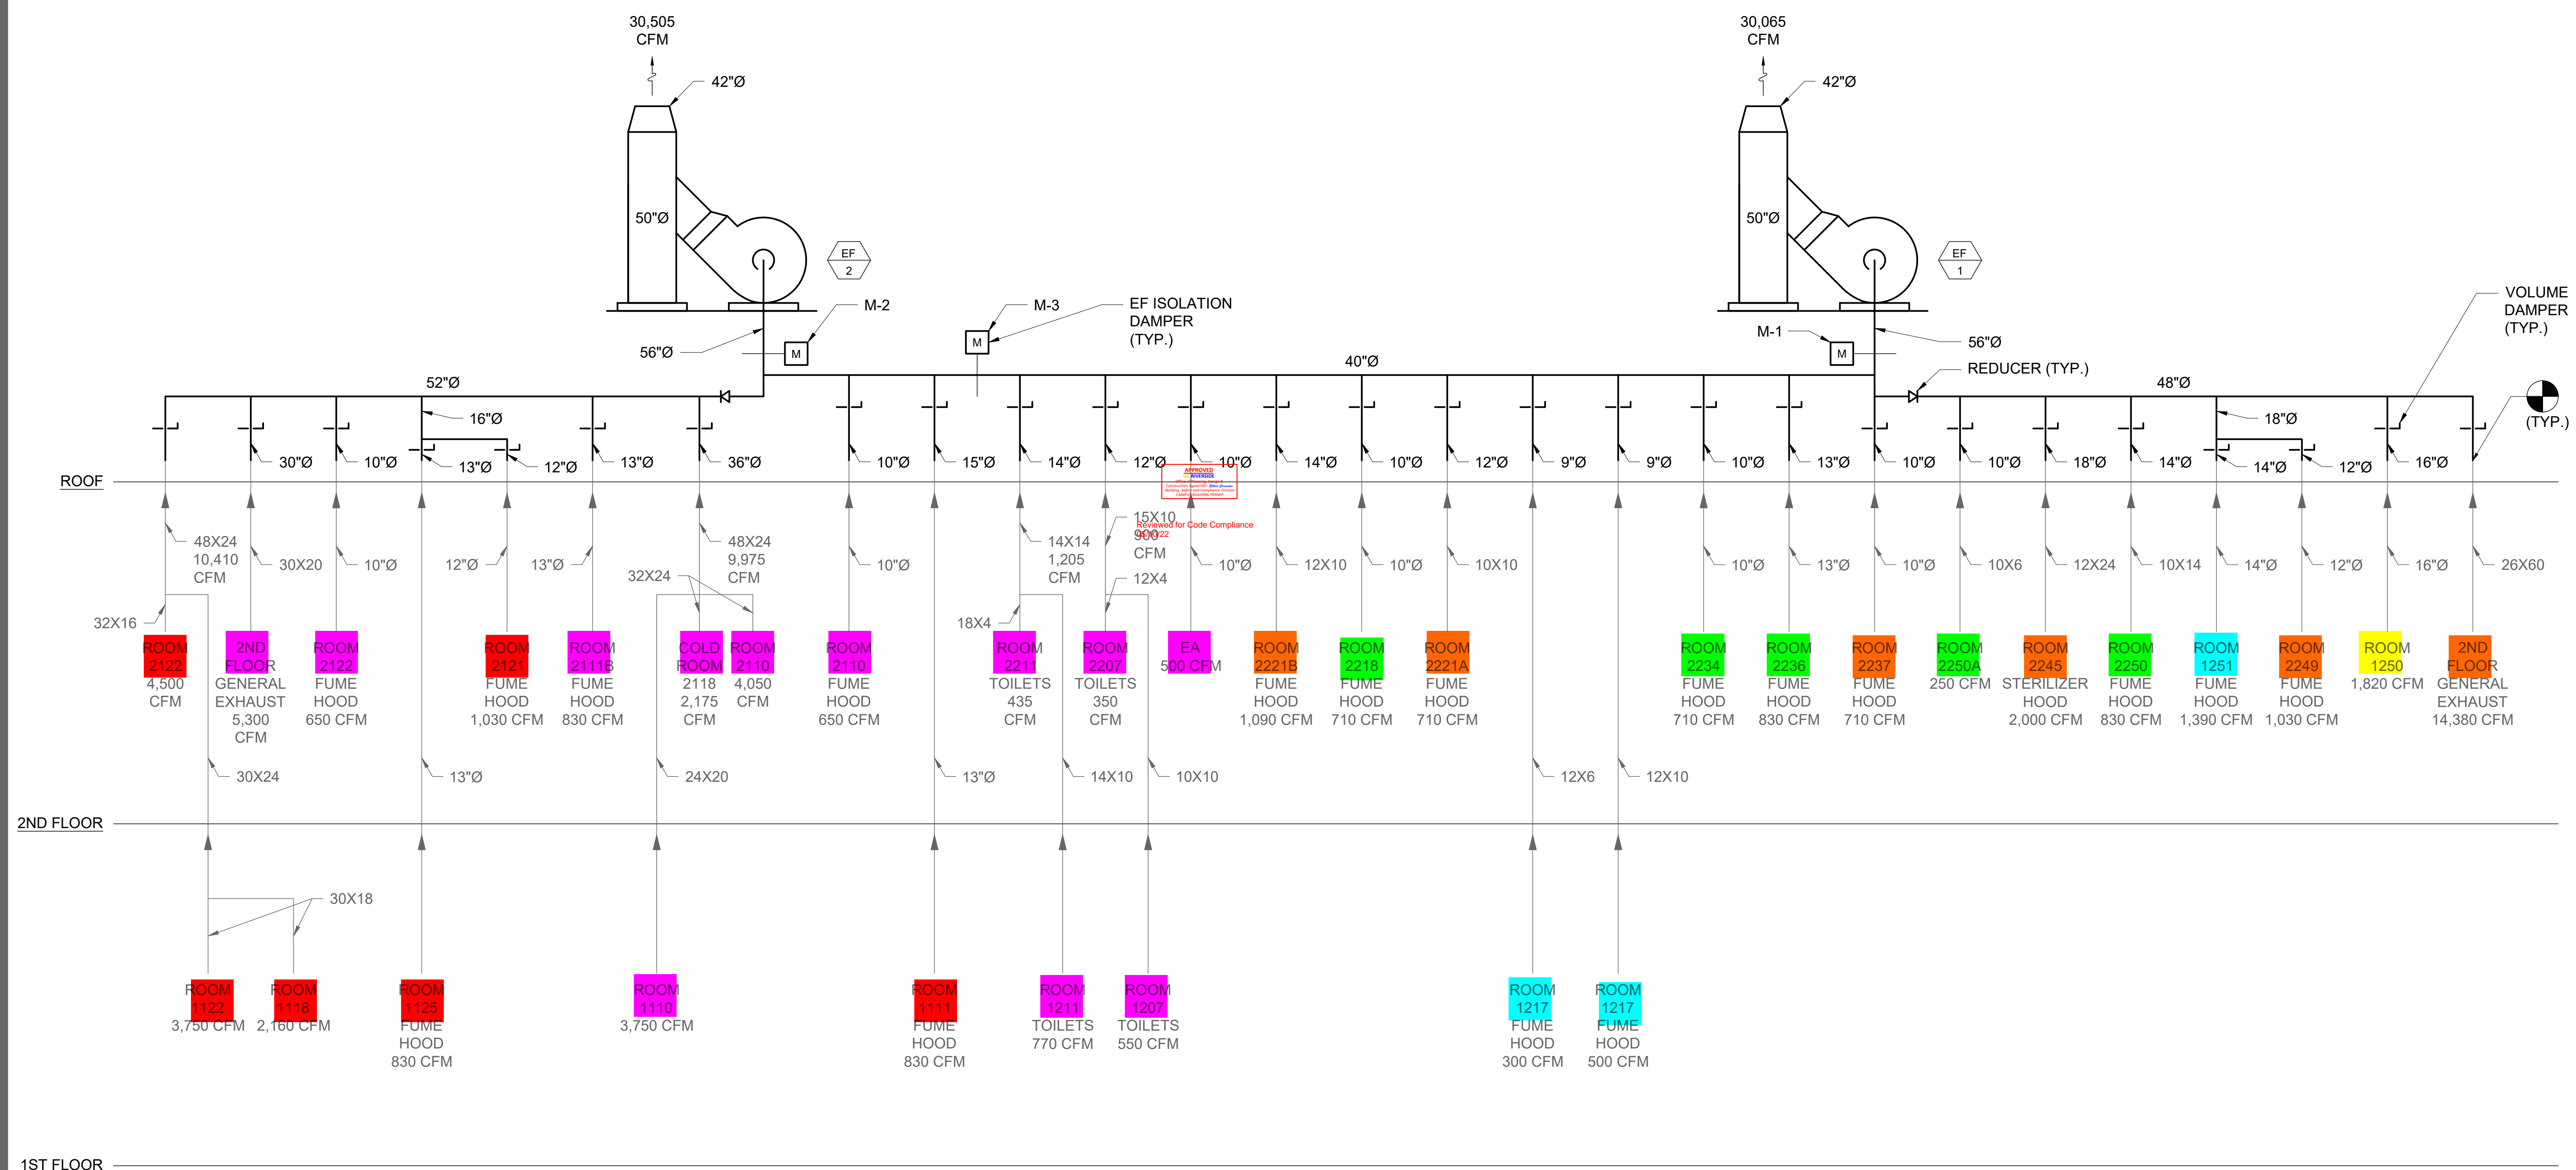 30,505
CFM
30,065
CFM
42"Ø
42"Ø
50"Ø
50"Ø
EF
2
EF
1
M-2
M
M-3
M
EF ISOLATION
DAMPER
(TYP.)
M-1
M
VOLUME
DAMPER
(TYP.)
56"Ø
56"Ø
40"Ø
REDUCER (TYP.)
52"Ø
48"Ø
(TYP.)
16"Ø
18"Ø
30"Ø
10"Ø
13"Ø
12"Ø
13"Ø
36"Ø
10"Ø
15"Ø
14"Ø
12"Ø
10"Ø
14"Ø
10"Ø
12"Ø
9"Ø
9"Ø
10"Ø
13"Ø
10"Ø
10"Ø
18"Ø
14"Ø
14"Ø
12"Ø
16"Ø
ROOF
APPROVED
RIVERSIDE
CAMPUS BUILDING PERMIT
Reviewed for Code Compliance
48X24
10,410
CFM
30X20
10"Ø
12"Ø
13"Ø
48X24
9,975
CFM
32X24
10"Ø
14X14
1,205
CFM
15X10
900
CFM
12X4
10"Ø
12X10
10"Ø
10X10
10"Ø
13"Ø
10"Ø
10X6
12X24
10X14
14"Ø
12"Ø
16"Ø
26X60
32X16
18X4
ROOM
2122
4,500
CFM
2ND
FLOOR
GENERAL
EXHAUST
5,300
CFM
ROOM
2122
FUME
HOOD
650 CFM
ROOM
2121
FUME
HOOD
1,030 CFM
ROOM
2111B
FUME
HOOD
830 CFM
COLD
ROOM
2118
2,175
CFM
ROOM
2110
4,050
CFM
ROOM
2110
FUME
HOOD
650 CFM
ROOM
2211
TOILETS
435
CFM
ROOM
2207
TOILETS
350
CFM
EA
500 CFM
ROOM
2221B
FUME
HOOD
1,090 CFM
ROOM
2218
FUME
HOOD
710 CFM
ROOM
2221A
FUME
HOOD
710 CFM
ROOM
2234
FUME
HOOD
710 CFM
ROOM
2236
FUME
HOOD
830 CFM
ROOM
2237
FUME
HOOD
710 CFM
ROOM
2250A
250 CFM
ROOM
2245
STERILIZER
HOOD
2,000 CFM
ROOM
2250
FUME
HOOD
830 CFM
ROOM
1251
FUME
HOOD
1,390 CFM
ROOM
2249
FUME
HOOD
1,030 CFM
ROOM
1250
1,820 CFM
2ND
FLOOR
GENERAL
EXHAUST
14,380 CFM
30X24
13"Ø
24X20
13"Ø
14X10
10X10
12X6
12X10
2ND FLOOR
30X18
ROOM
1122
3,750 CFM
ROOM
1118
2,160 CFM
ROOM
1125
FUME
HOOD
830 CFM
ROOM
1110
3,750 CFM
ROOM
1111
FUME
HOOD
830 CFM
ROOM
1211
TOILETS
770 CFM
ROOM
1207
TOILETS
550 CFM
ROOM
1217
FUME
HOOD
300 CFM
ROOM
1217
FUME
HOOD
500 CFM
1ST FLOOR